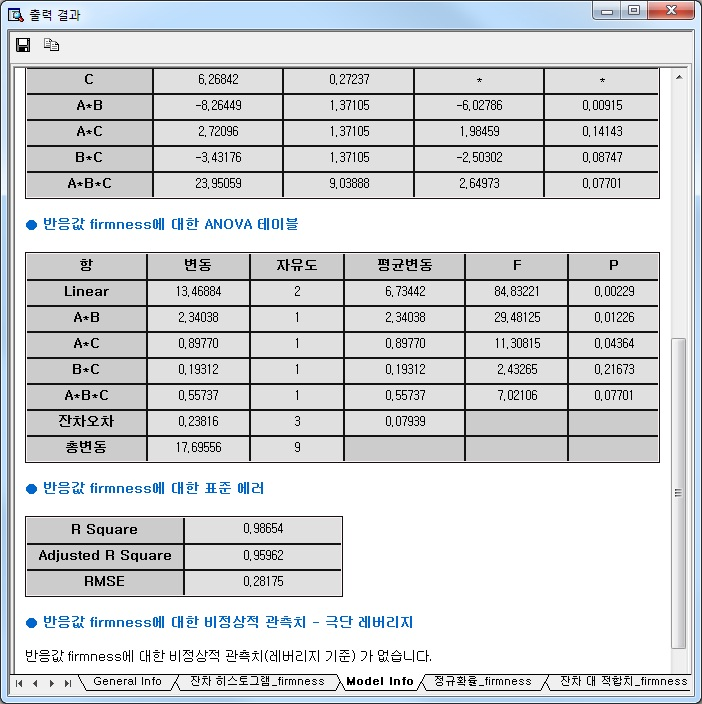 출력 결과
C 6,26842 0,27237 * *
A*B -8,26449 1,37105 -6,02786 0,00915
A*C 2,72096 1,37105 1,98459 0,14143
B*C -3,43176 1,37105 -2,50302 0,08747
A*B*C 23,95059 9,03888 2,64973 0,07701
● 반응값 firmness에 대한 ANOVA 테이블
항 변동 자유도 평균변동 F P
Linear 13,46884 2 6,73442 84,83221 0,00229
A*B 2,34038 1 2,34038 29,48125 0,01226
A*C 0,89770 1 0,89770 11,30815 0,04364
B*C 0,19312 1 0,19312 2,43265 0,21673
A*B*C 0,55737 1 0,55737 7,02106 0,07701
잔차오차 0,23816 3 0,07939
총변동 17,69556 9
● 반응값 firmness에 대한 표준 에러
R Square 0,98654
Adjusted R Square 0,95962
RMSE 0,28175
● 반응값 firmness에 대한 비정상적 관측치 - 극단 레버리지
반응값 firmness에 대한 비정상적 관측치(레버리지 기준) 가 없습니다.
General Info 잔차 히스토그램_firmness Model Info 정규확률_firmness 잔차 대 적합치_firmness